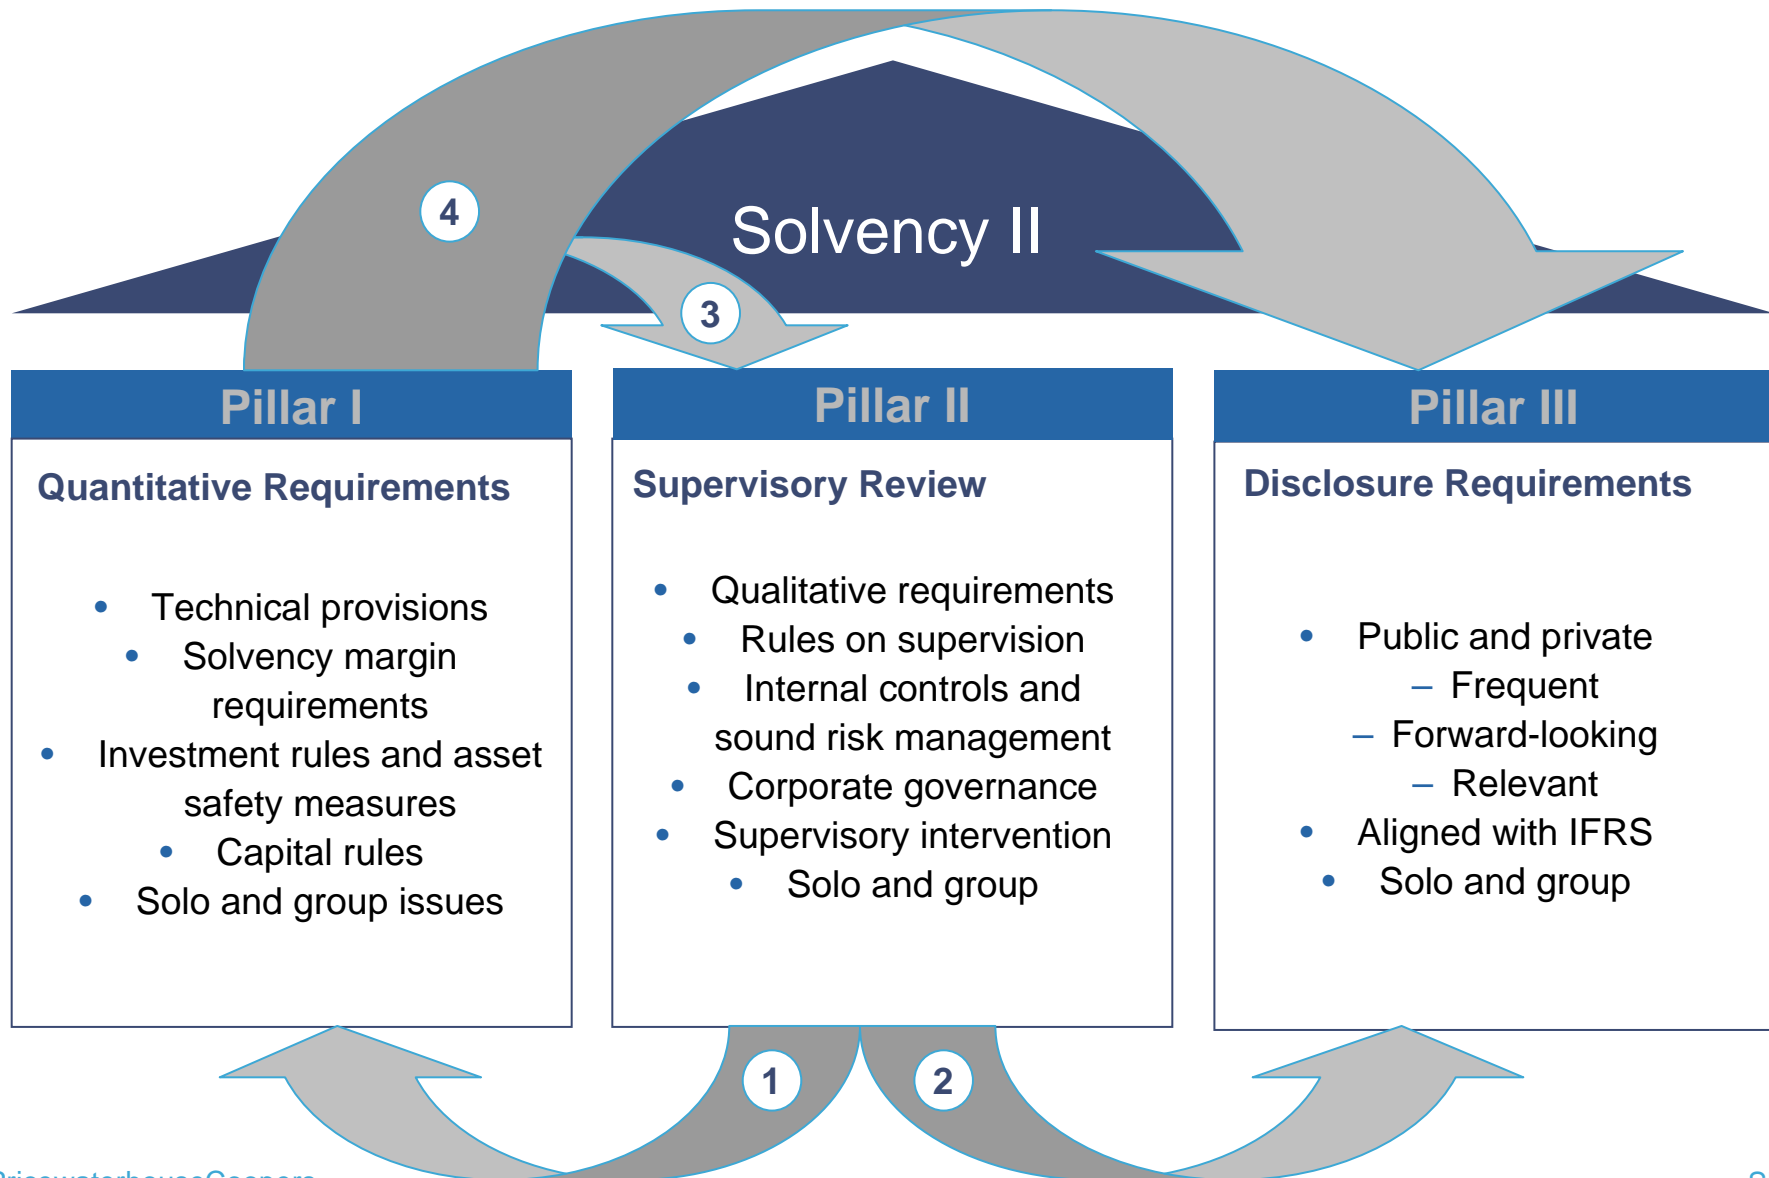 4
Solvency II
3
Pillar I
Quantitative Requirements
• Technical provisions
• Solvency margin
requirements
• Investment rules and asset
safety measures
• Capital rules
• Solo and group issues
Pillar II
Supervisory Review
• Qualitative requirements
• Rules on supervision
• Internal controls and
sound risk management
• Corporate governance
• Supervisory intervention
• Solo and group
Pillar III
Disclosure Requirements
• Public and private
– Frequent
– Forward-looking
– Relevant
• Aligned with IFRS
• Solo and group
1
2